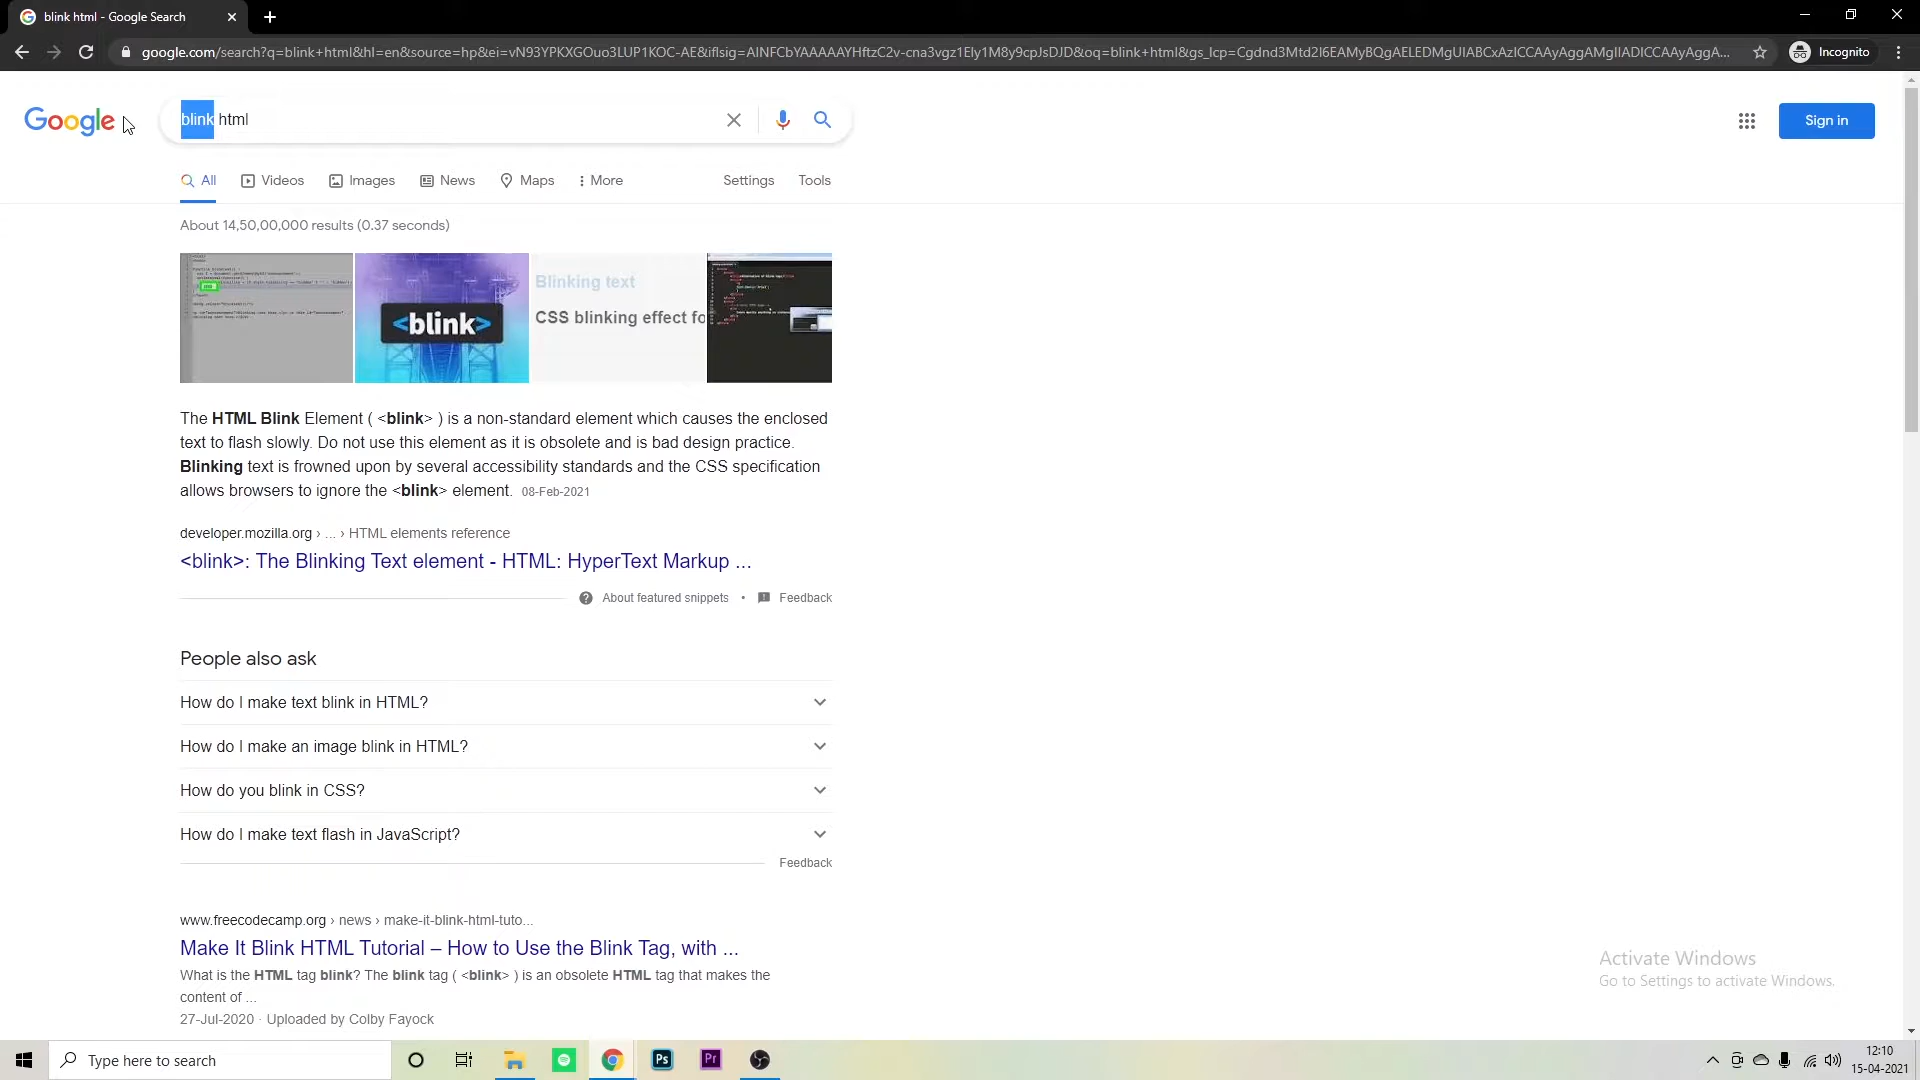 blink html - Google Search
google.com/search?q=blink+html&hl=en&source=hp&ei=vN93YPKXGOuo3LUP1KOC-AE&iflsig=AINFCbYAAAAAYHftzC2v-cna3vgz1Ely1M8y9cpJsDJD&oq=blink+html&gs_lcp=Cgdnd3Mtd2l6EAMyBQgAELEDMgUIABCxAzICCAAyAggAMgIIADICCAAyAggA...
Incognito
Google
blink html
Sign in
All
Videos
Images
News
Maps
More
Settings
Tools
About 14,50,00,000 results (0.37 seconds)
<blink>
Blinking text
CSS blinking effect fo
The HTML Blink Element ( <blink> ) is a non-standard element which causes the enclosed
text to flash slowly. Do not use this element as it is obsolete and is bad design practice.
Blinking text is frowned upon by several accessibility standards and the CSS specification
allows browsers to ignore the <blink> element. 08-Feb-2021
developer.mozilla.org › ... › HTML elements reference
<blink>: The Blinking Text element - HTML: HyperText Markup ...
About featured snippets • Feedback
People also ask
How do I make text blink in HTML?
How do I make an image blink in HTML?
How do you blink in CSS?
How do I make text flash in JavaScript?
Feedback
www.freecodecamp.org › news › make-it-blink-html-tuto...
Make It Blink HTML Tutorial – How to Use the Blink Tag, with ...
What is the HTML tag blink? The blink tag ( <blink> ) is an obsolete HTML tag that makes the
content of ...
27-Jul-2020 · Uploaded by Colby Fayock
Activate Windows
Go to Settings to activate Windows.
Type here to search
Ps
Pr
12:10
15-04-2021